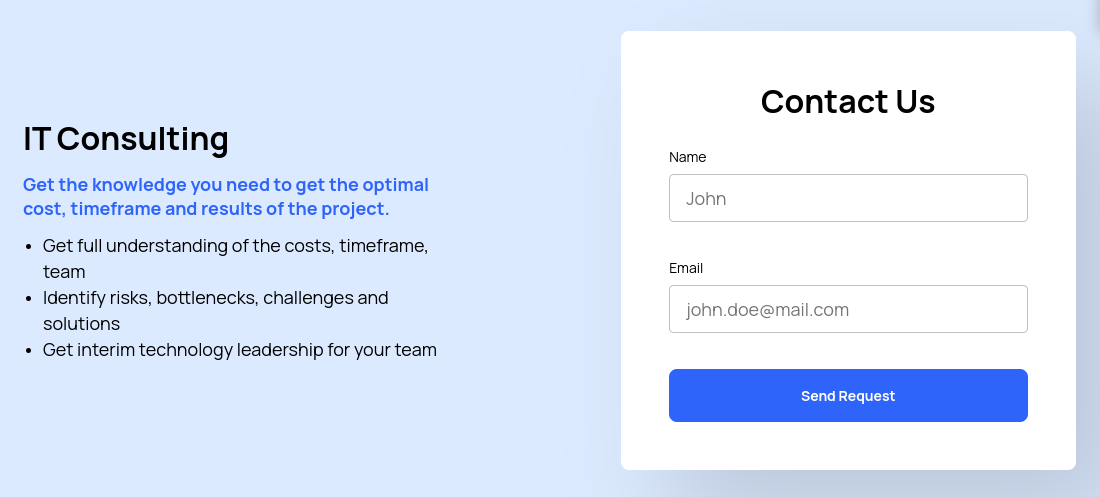 IT Consulting
Get the knowledge you need to get the optimal
cost, timeframe and results of the project.
• Get full understanding of the costs, timeframe,
team
• Identify risks, bottlenecks, challenges and
solutions
• Get interim technology leadership for your team
Contact Us
Name
John
Email
john.doe@mail.com
Send Request